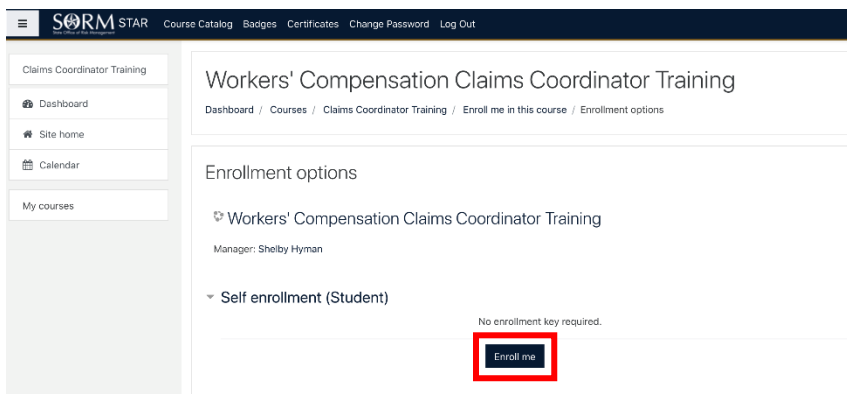 SORM STAR Course Catalog Badges Certificates Change Password Log Out
State Office of Risk Management
Claims Coordinator Training
Dashboard
Site home
Calendar
My courses
Workers' Compensation Claims Coordinator Training
Dashboard / Courses / Claims Coordinator Training / Enroll me in this course / Enrollment options
Enrollment options
Workers' Compensation Claims Coordinator Training
Manager: Shelby Hyman
Self enrollment (Student)
No enrollment key required.
Enroll me